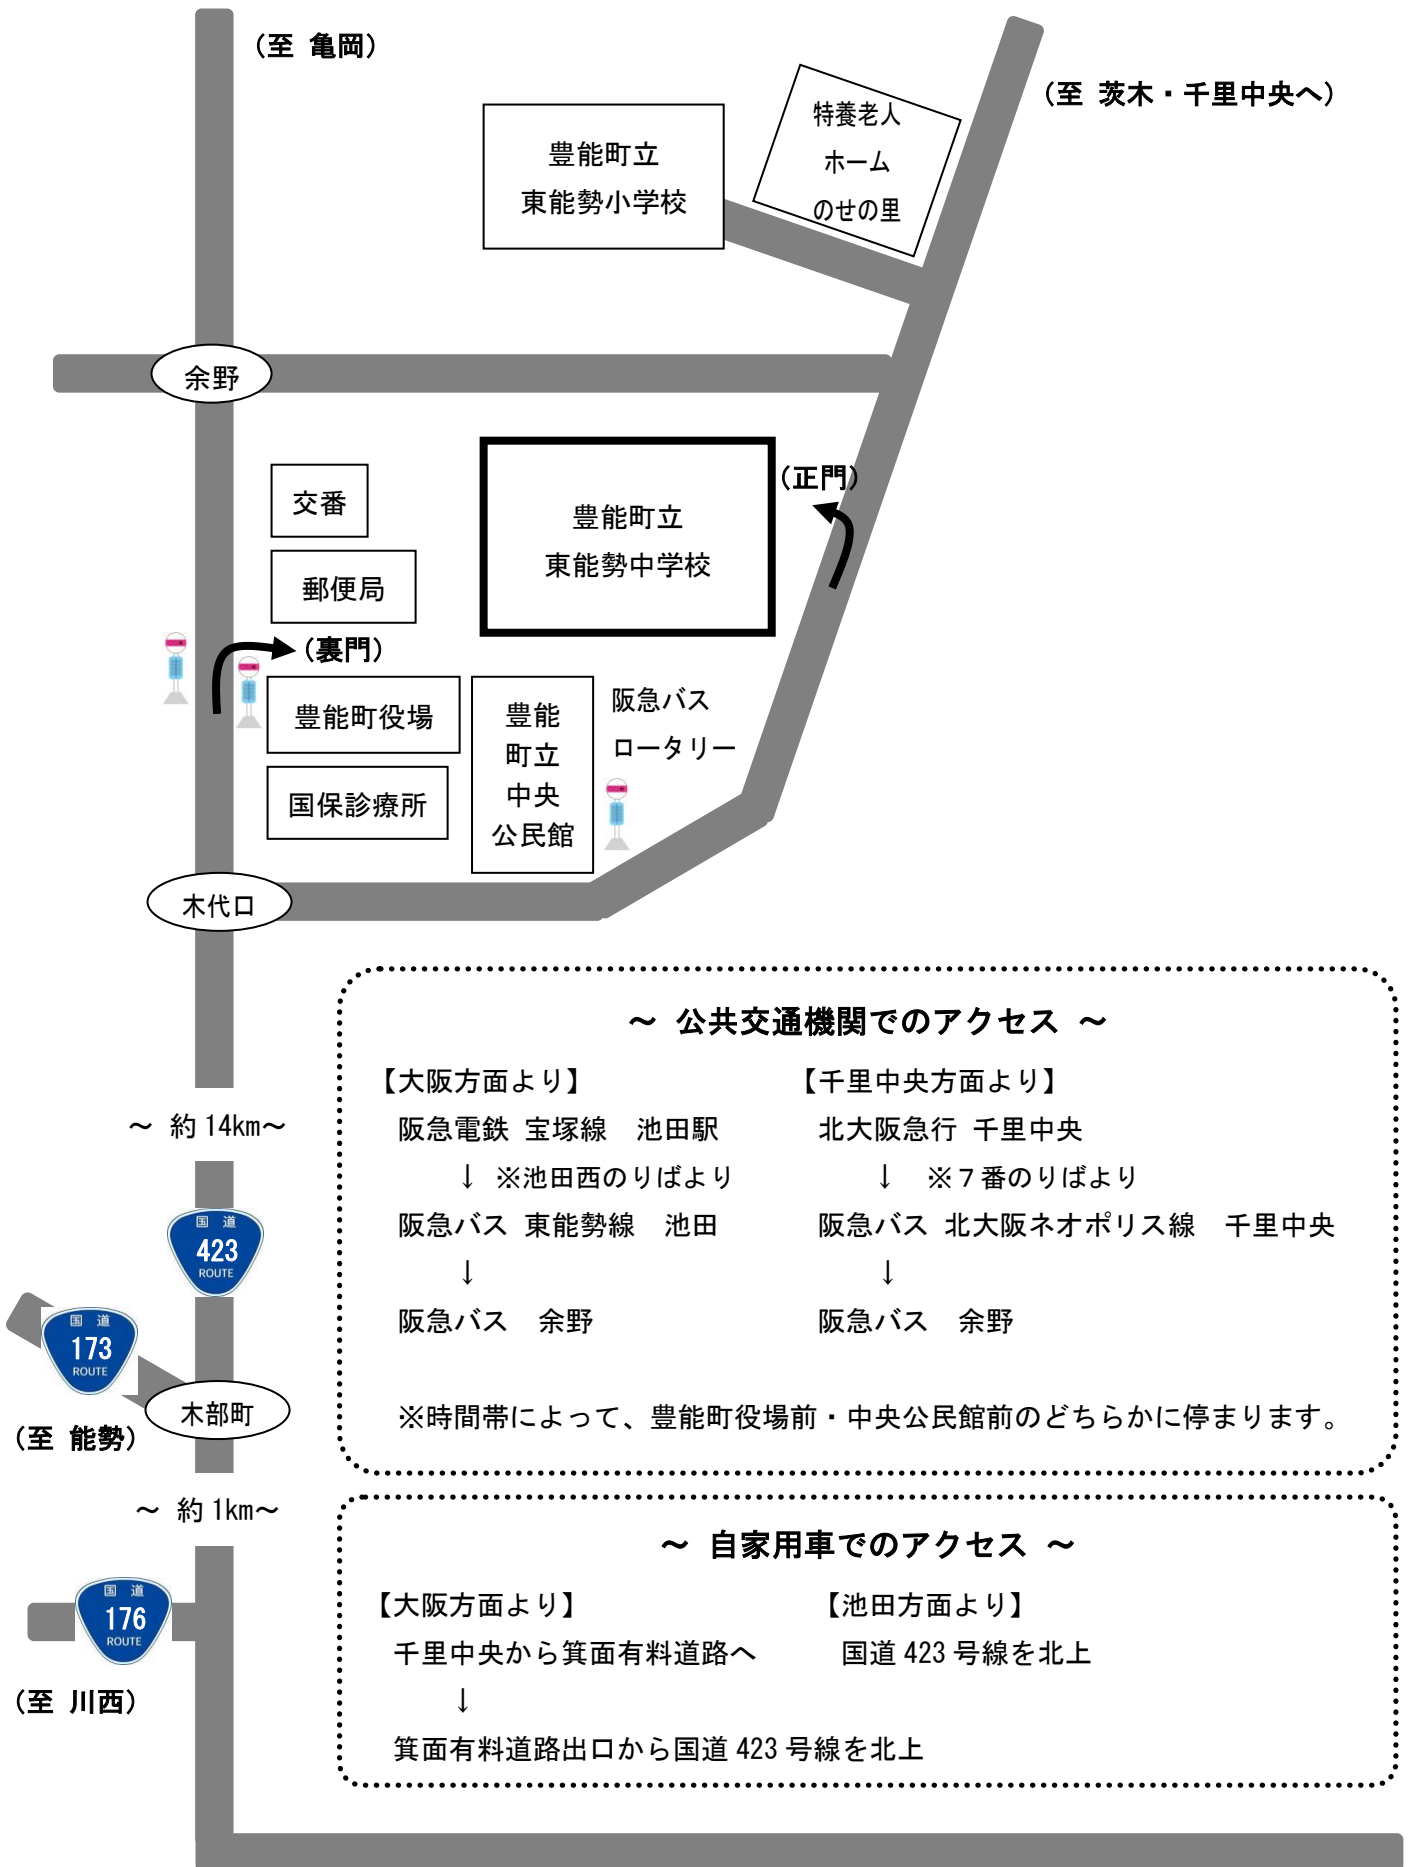 (至 亀岡)
(至 茨木・千里中央へ)
特養老人
ホーム
のせの里
豊能町立
東能勢小学校
余野
(正門)
交番
豊能町立
東能勢中学校
郵便局
(裏門)
豊能町役場
豊能
町立
中央
公民館
阪急バス
ロータリー
国保診療所
木代口
～ 公共交通機関でのアクセス ～
【大阪方面より】
阪急電鉄 宝塚線　池田駅
↓ ※池田西のりばより
阪急バス 東能勢線　池田
↓
阪急バス　余野
【千里中央方面より】
北大阪急行 千里中央
↓　※７番のりばより
阪急バス 北大阪ネオポリス線　千里中央
↓
阪急バス　余野
※時間帯によって、豊能町役場前・中央公民館前のどちらかに停まります。
～ 約14km～
国 道
423
ROUTE
国 道
173
ROUTE
木部町
(至 能勢)
～ 約1km～
国 道
176
ROUTE
(至 川西)
～ 自家用車でのアクセス ～
【大阪方面より】
千里中央から箕面有料道路へ
↓
箕面有料道路出口から国道423号線を北上
【池田方面より】
国道423号線を北上